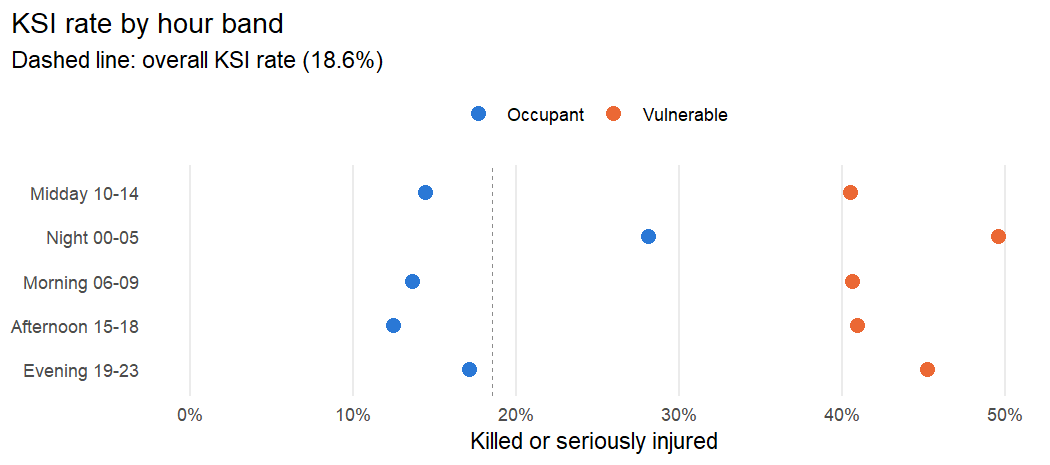 KSI rate by hour band
Dashed line: overall KSI rate (18.6%)
Occupant Vulnerable
Midday 10-14
Night 00-05
Morning 06-09
Afternoon 15-18
Evening 19-23
0% 10% 20% 30% 40% 50%
Killed or seriously injured